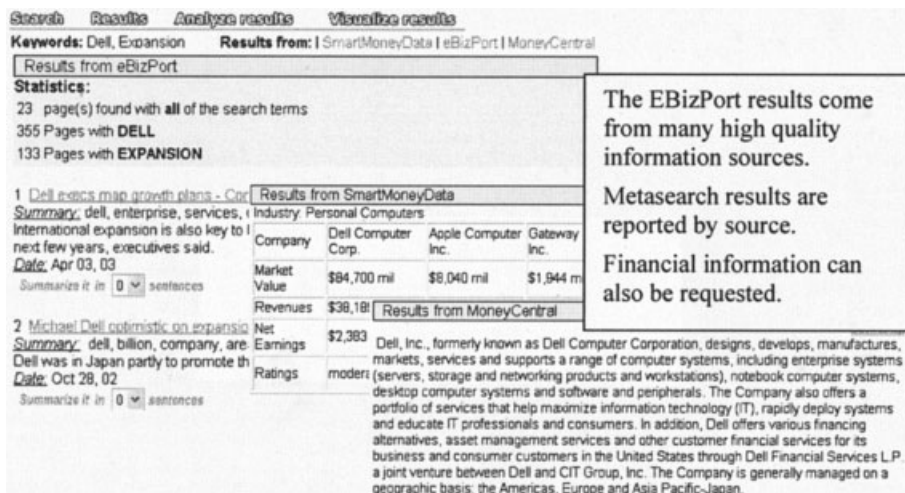 Search Results Analyze results Visualize results
Keywords: Dell, Expansion Results from: | SmartMoneyData | eBizPort | MoneyCentral
Results from eBizPort
Statistics:
23 page(s) found with all of the search terms
355 Pages with DELL
133 Pages with EXPANSION
1 Dell execs map growth plans - Cor
Summary: dell, enterprise, services,
International expansion is also key to
next few years, executives said.
Date: Apr 03, 03
Summarize it in 0 sentences
2 Michael Dell optimistic on expansio
Summary: dell, billion, company, are
Dell was in Japan partly to promote th
Date: Oct 28, 02
Summarize it in 0 sentences
Results from SmartMoneyData
Industry: Personal Computers
Company Dell Computer Corp. Apple Computer Inc. Gateway Inc.
Market Value $84,700 mil $8,040 mil $1,944 m
Revenues $38,18
Net Earnings $2,383
Ratings modera
Results from MoneyCentral
Dell, Inc., formerly known as Dell Computer Corporation, designs, develops, manufactures,
markets, services and supports a range of computer systems, including enterprise systems
(servers, storage and networking products and workstations), notebook computer systems,
desktop computer systems and software and peripherals. The Company also offers a
portfolio of services that help maximize information technology (IT), rapidly deploy systems
and educate IT professionals and consumers. In addition, Dell offers various financing
alternatives, asset management services and other customer financial services for its
business and consumer customers in the United States through Dell Financial Services L.P.
a joint venture between Dell and CIT Group, Inc. The Company is generally managed on a
geographic basis: the Americas, Europe and Asia Pacific-Japan.
The EBizPort results come
from many high quality
information sources.
Metasearch results are
reported by source.
Financial information can
also be requested.